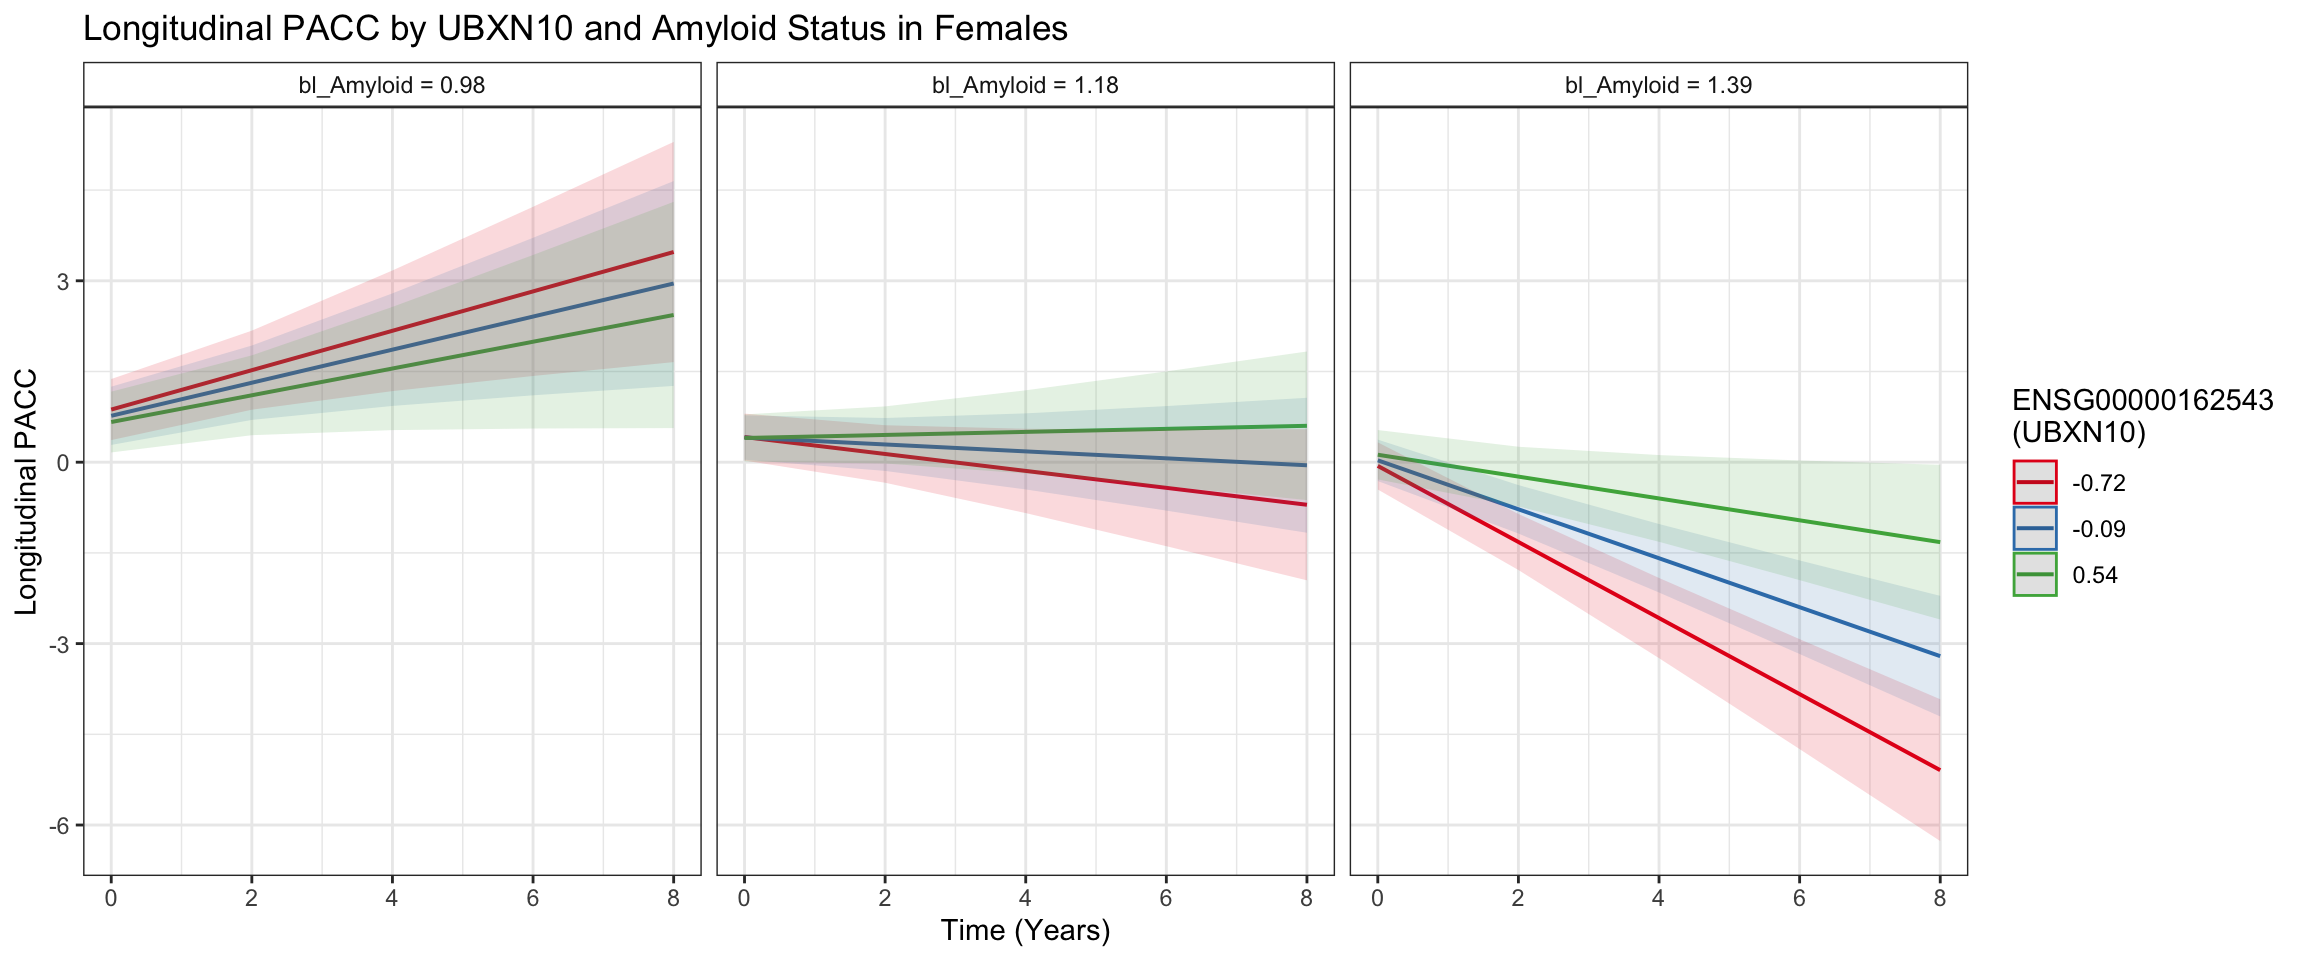 Longitudinal PACC by UBXN10 and Amyloid Status in Females
bl_Amyloid = 0.98
bl_Amyloid = 1.18
bl_Amyloid = 1.39
Longitudinal PACC
3
0
-3
-6
0 2 4 6 8
0 2 4 6 8
0 2 4 6 8
Time (Years)
ENSG00000162543
(UBXN10)
-0.72
-0.09
0.54